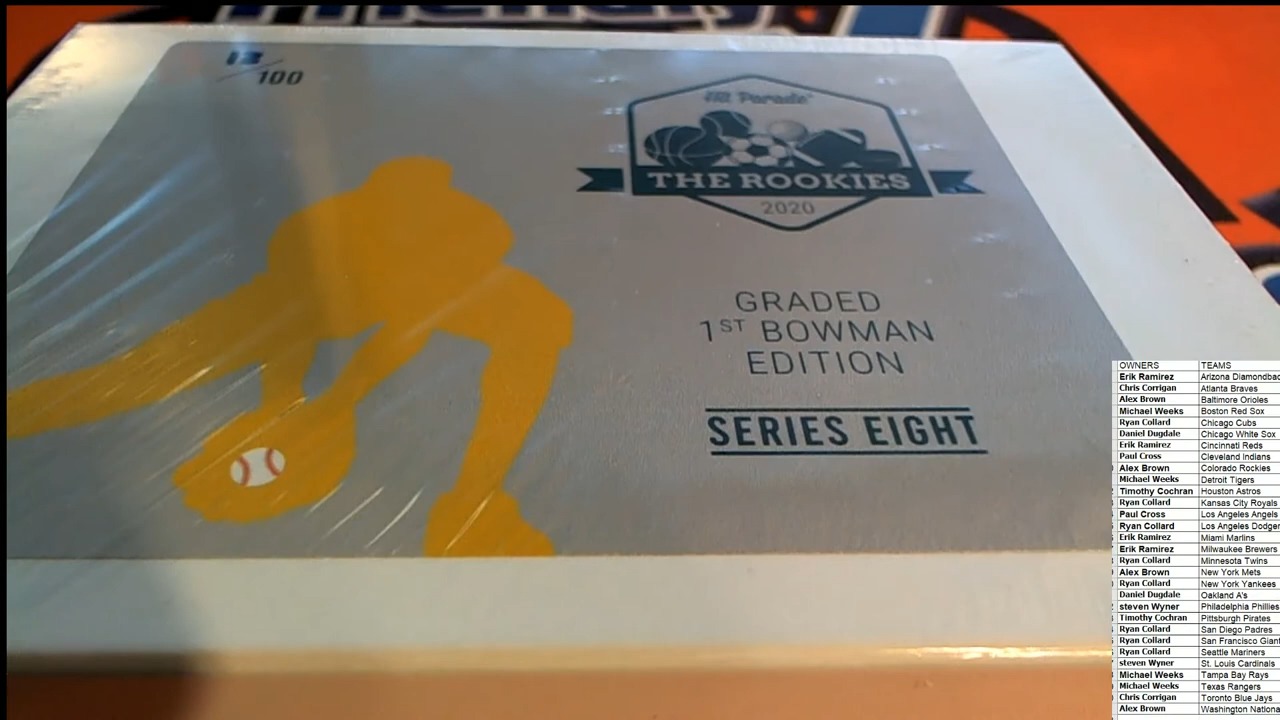 13/100
Hit Parade
THE ROOKIES
2020
GRADED
1ST BOWMAN
EDITION
SERIES EIGHT
OWNERS TEAMS
Erik Ramirez Arizona Diamondbac
Chris Corrigan Atlanta Braves
Alex Brown Baltimore Orioles
Michael Weeks Boston Red Sox
Ryan Collard Chicago Cubs
Daniel Dugdale Chicago White Sox
Erik Ramirez Cincinnati Reds
Paul Cross Cleveland Indians
Alex Brown Colorado Rockies
Michael Weeks Detroit Tigers
Timothy Cochran Houston Astros
Ryan Collard Kansas City Royals
Paul Cross Los Angeles Angels
Ryan Collard Los Angeles Dodger
Erik Ramirez Miami Marlins
Erik Ramirez Milwaukee Brewers
Ryan Collard Minnesota Twins
Alex Brown New York Mets
Ryan Collard New York Yankees
Daniel Dugdale Oakland A's
steven Wyner Philadelphia Phillies
Timothy Cochran Pittsburgh Pirates
Ryan Collard San Diego Padres
Ryan Collard San Francisco Giant
Ryan Collard Seattle Mariners
steven Wyner St. Louis Cardinals
Michael Weeks Tampa Bay Rays
Michael Weeks Texas Rangers
Chris Corrigan Toronto Blue Jays
Alex Brown Washington Nationa